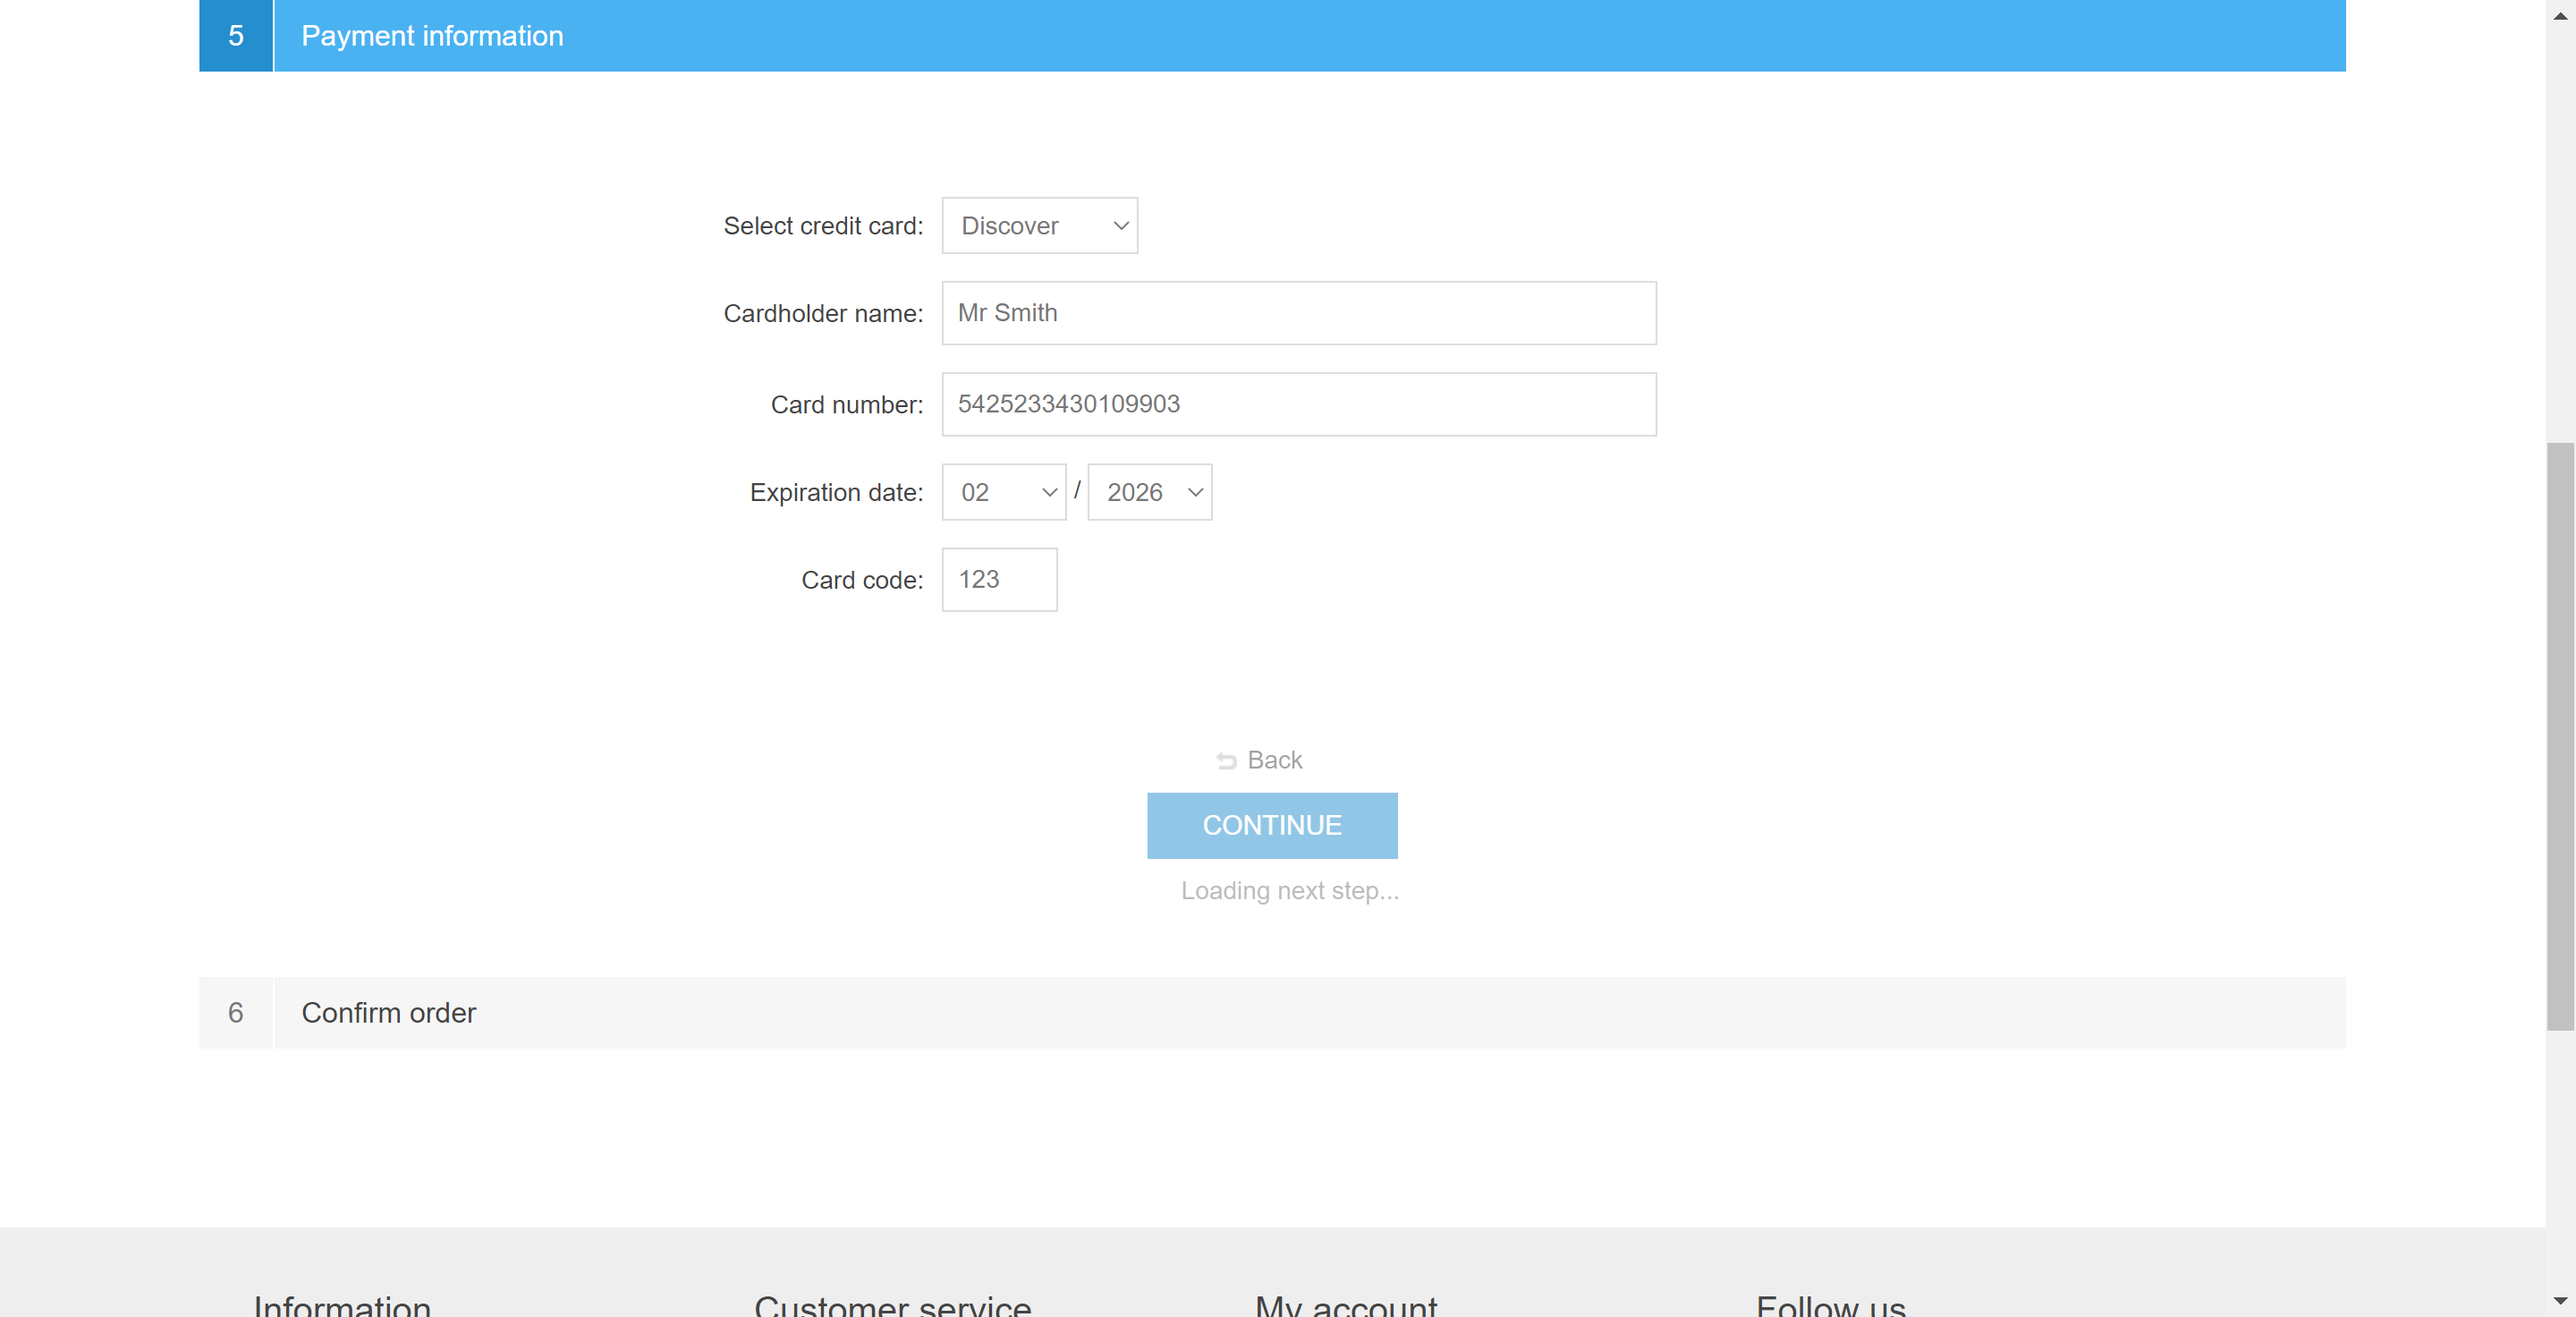 5 Payment information
Select credit card: Discover
Cardholder name: Mr Smith
Card number: 5425233430109903
Expiration date: 02 / 2026
Card code: 123
Back
CONTINUE
Loading next step...
6 Confirm order
Information Customer service My account Follow us